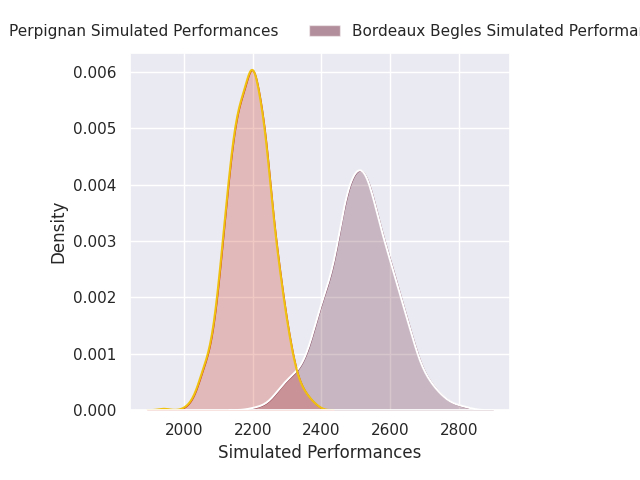 Perpignan Simulated Performances
Bordeaux Begles Simulated
0.006
0.005
0.004
0.003
0.002
0.001
0.000
Density
2000 2200 2400 2600 2800
Simulated Performances